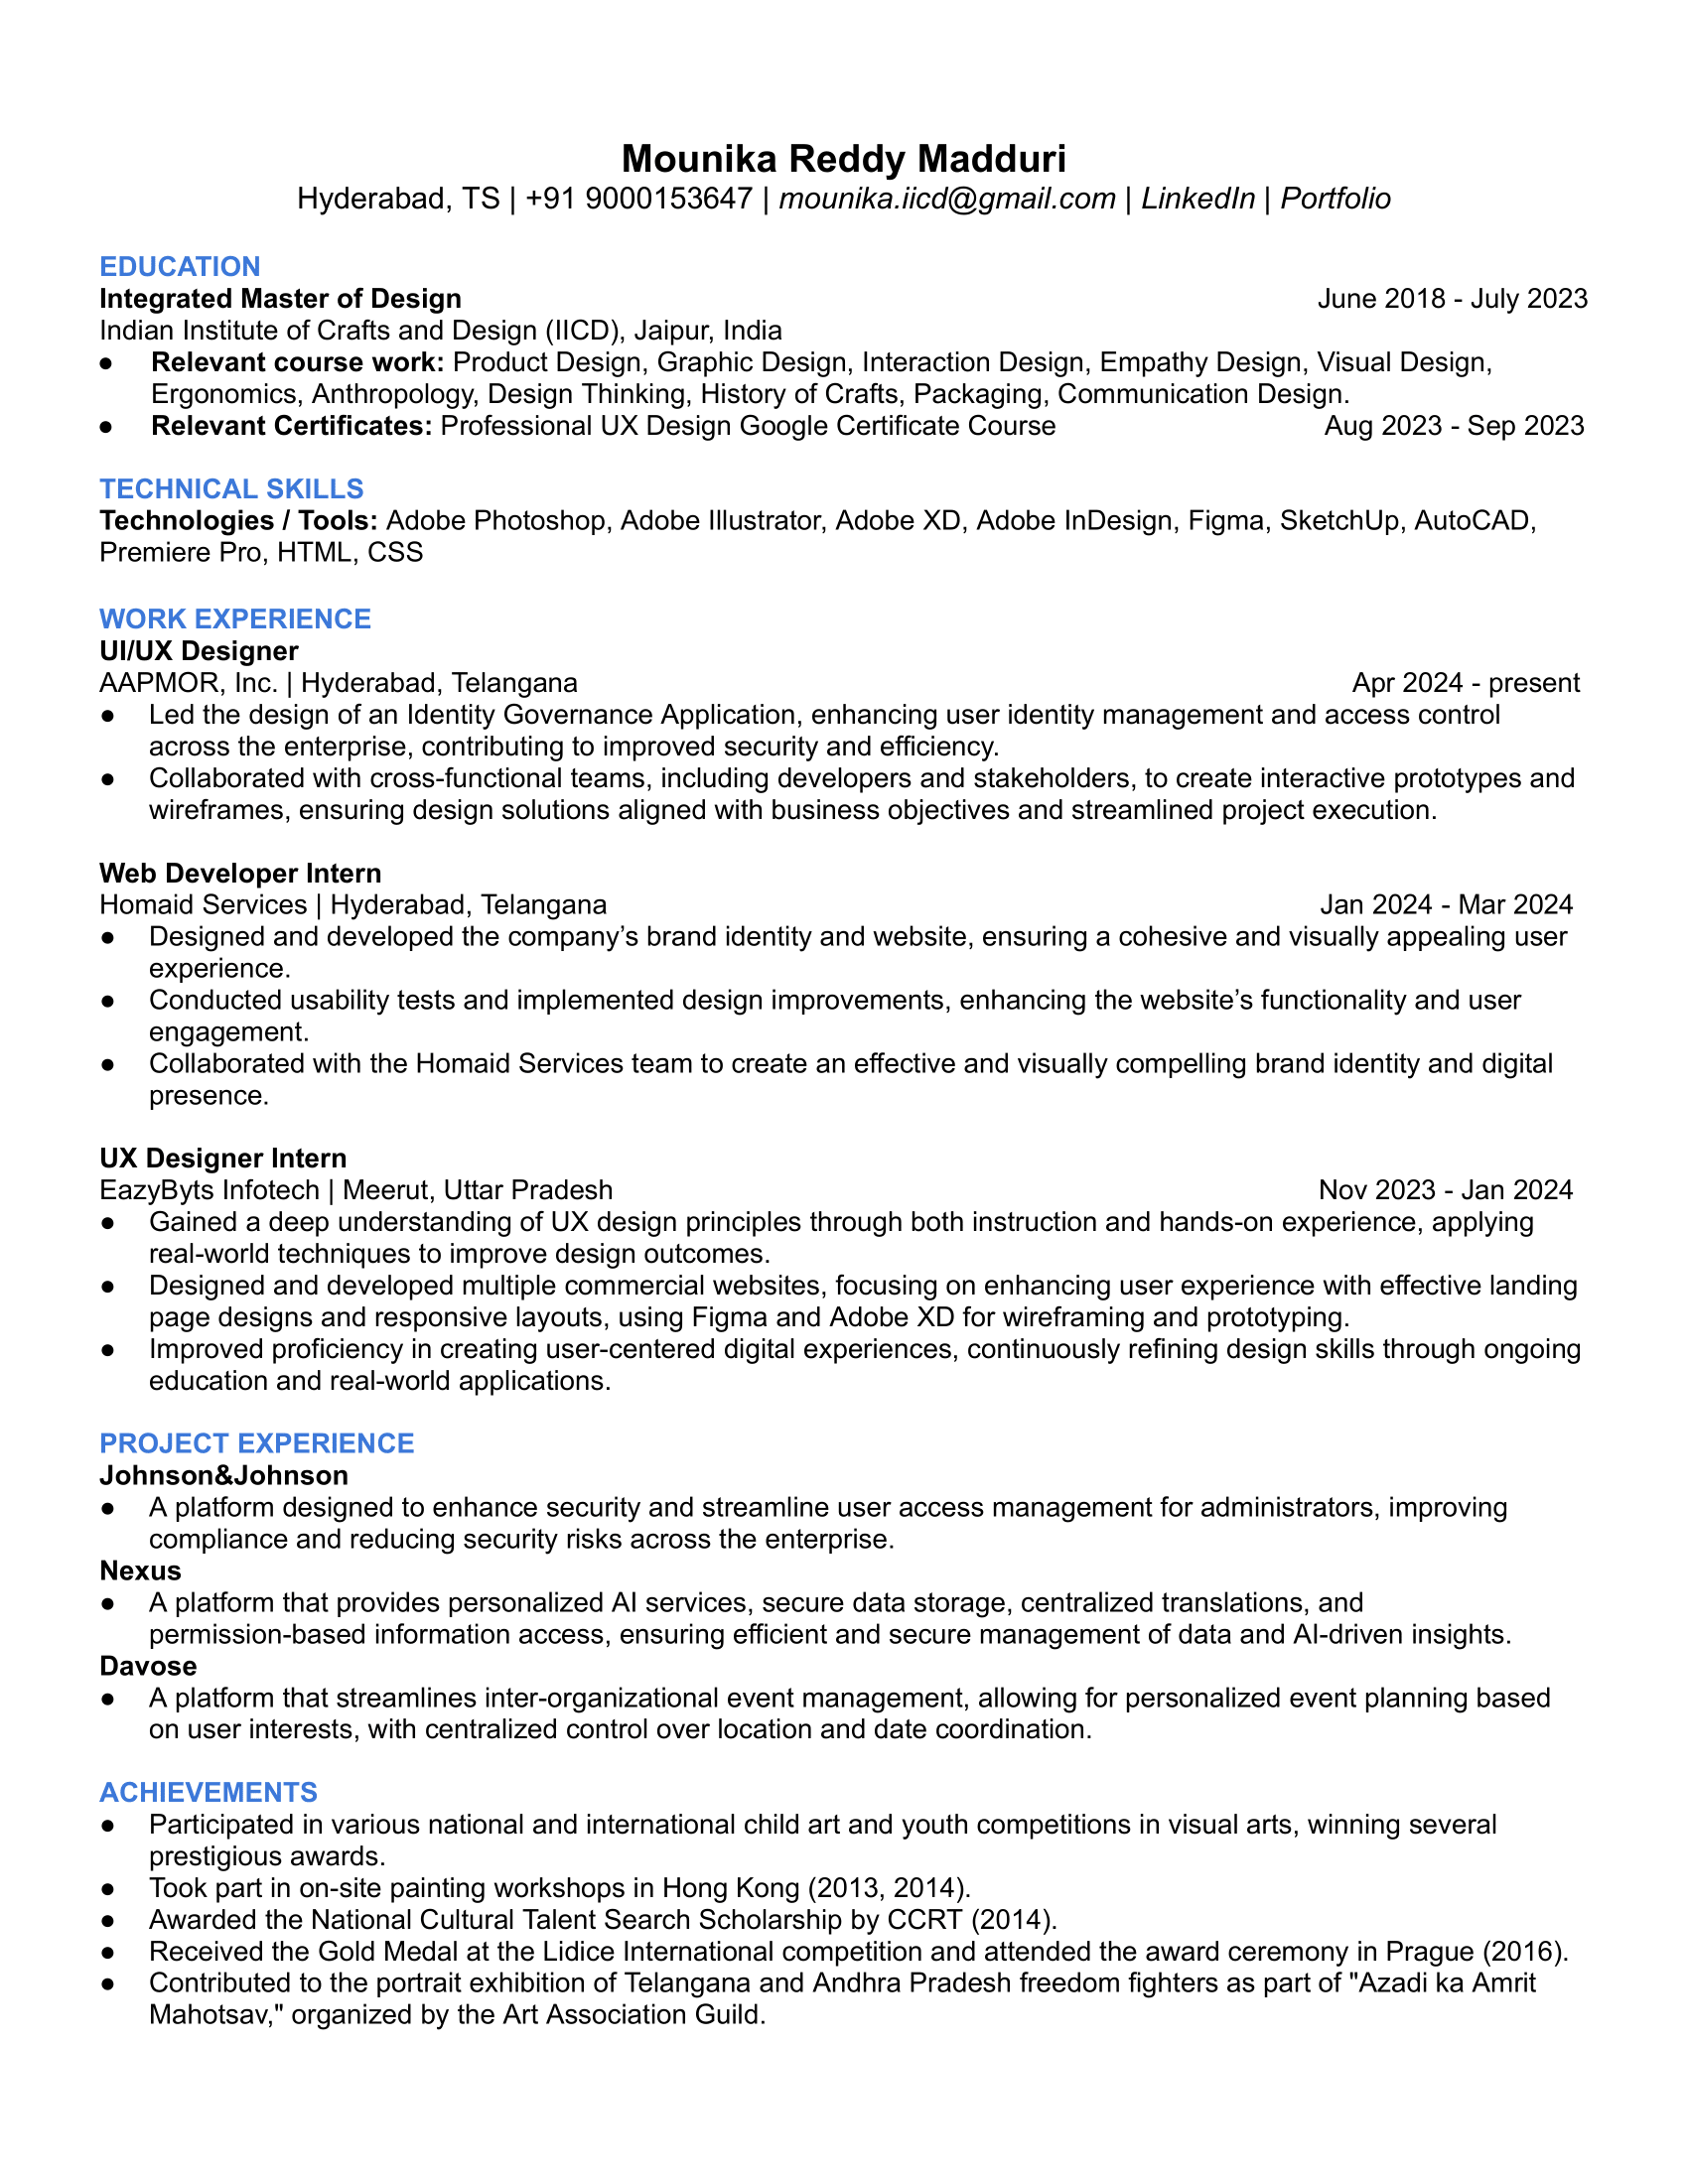 Mounika Reddy Madduri
Hyderabad, TS | +91 9000153647 | mounika.iicd@gmail.com | LinkedIn | Portfolio
EDUCATION
Integrated Master of Design June 2018 - July 2023
Indian Institute of Crafts and Design (IICD), Jaipur, India
● Relevant course work: Product Design, Graphic Design, Interaction Design, Empathy Design, Visual Design,
Ergonomics, Anthropology, Design Thinking, History of Crafts, Packaging, Communication Design.
● Relevant Certificates: Professional UX Design Google Certificate Course Aug 2023 - Sep 2023
TECHNICAL SKILLS
Technologies / Tools: Adobe Photoshop, Adobe Illustrator, Adobe XD, Adobe InDesign, Figma, SketchUp, AutoCAD,
Premiere Pro, HTML, CSS
WORK EXPERIENCE
UI/UX Designer
AAPMOR, Inc. | Hyderabad, Telangana Apr 2024 - present
● Led the design of an Identity Governance Application, enhancing user identity management and access control
across the enterprise, contributing to improved security and efficiency.
● Collaborated with cross-functional teams, including developers and stakeholders, to create interactive prototypes and
wireframes, ensuring design solutions aligned with business objectives and streamlined project execution.
Web Developer Intern
Homaid Services | Hyderabad, Telangana Jan 2024 - Mar 2024
● Designed and developed the company’s brand identity and website, ensuring a cohesive and visually appealing user
experience.
● Conducted usability tests and implemented design improvements, enhancing the website’s functionality and user
engagement.
● Collaborated with the Homaid Services team to create an effective and visually compelling brand identity and digital
presence.
UX Designer Intern
EazyByts Infotech | Meerut, Uttar Pradesh Nov 2023 - Jan 2024
● Gained a deep understanding of UX design principles through both instruction and hands-on experience, applying
real-world techniques to improve design outcomes.
● Designed and developed multiple commercial websites, focusing on enhancing user experience with effective landing
page designs and responsive layouts, using Figma and Adobe XD for wireframing and prototyping.
● Improved proficiency in creating user-centered digital experiences, continuously refining design skills through ongoing
education and real-world applications.
PROJECT EXPERIENCE
Johnson&Johnson
● A platform designed to enhance security and streamline user access management for administrators, improving
compliance and reducing security risks across the enterprise.
Nexus
● A platform that provides personalized AI services, secure data storage, centralized translations, and
permission-based information access, ensuring efficient and secure management of data and AI-driven insights.
Davose
● A platform that streamlines inter-organizational event management, allowing for personalized event planning based
on user interests, with centralized control over location and date coordination.
ACHIEVEMENTS
● Participated in various national and international child art and youth competitions in visual arts, winning several
prestigious awards.
● Took part in on-site painting workshops in Hong Kong (2013, 2014).
● Awarded the National Cultural Talent Search Scholarship by CCRT (2014).
● Received the Gold Medal at the Lidice International competition and attended the award ceremony in Prague (2016).
● Contributed to the portrait exhibition of Telangana and Andhra Pradesh freedom fighters as part of "Azadi ka Amrit
Mahotsav," organized by the Art Association Guild.